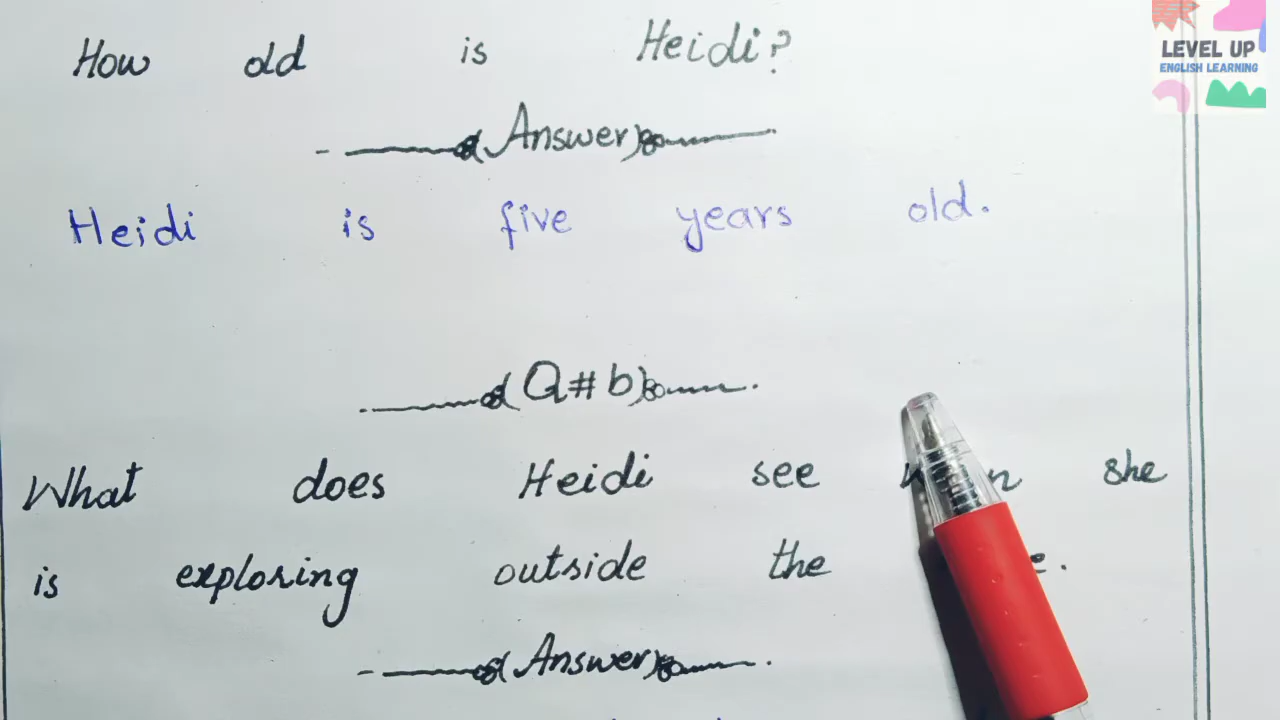 How old is Heidi?
(Answer)
Heidi is five years old.
(Q#b)
What does Heidi see she
is exploring outside the
(Answer)
LEVEL UP
ENGLISH LEARNING